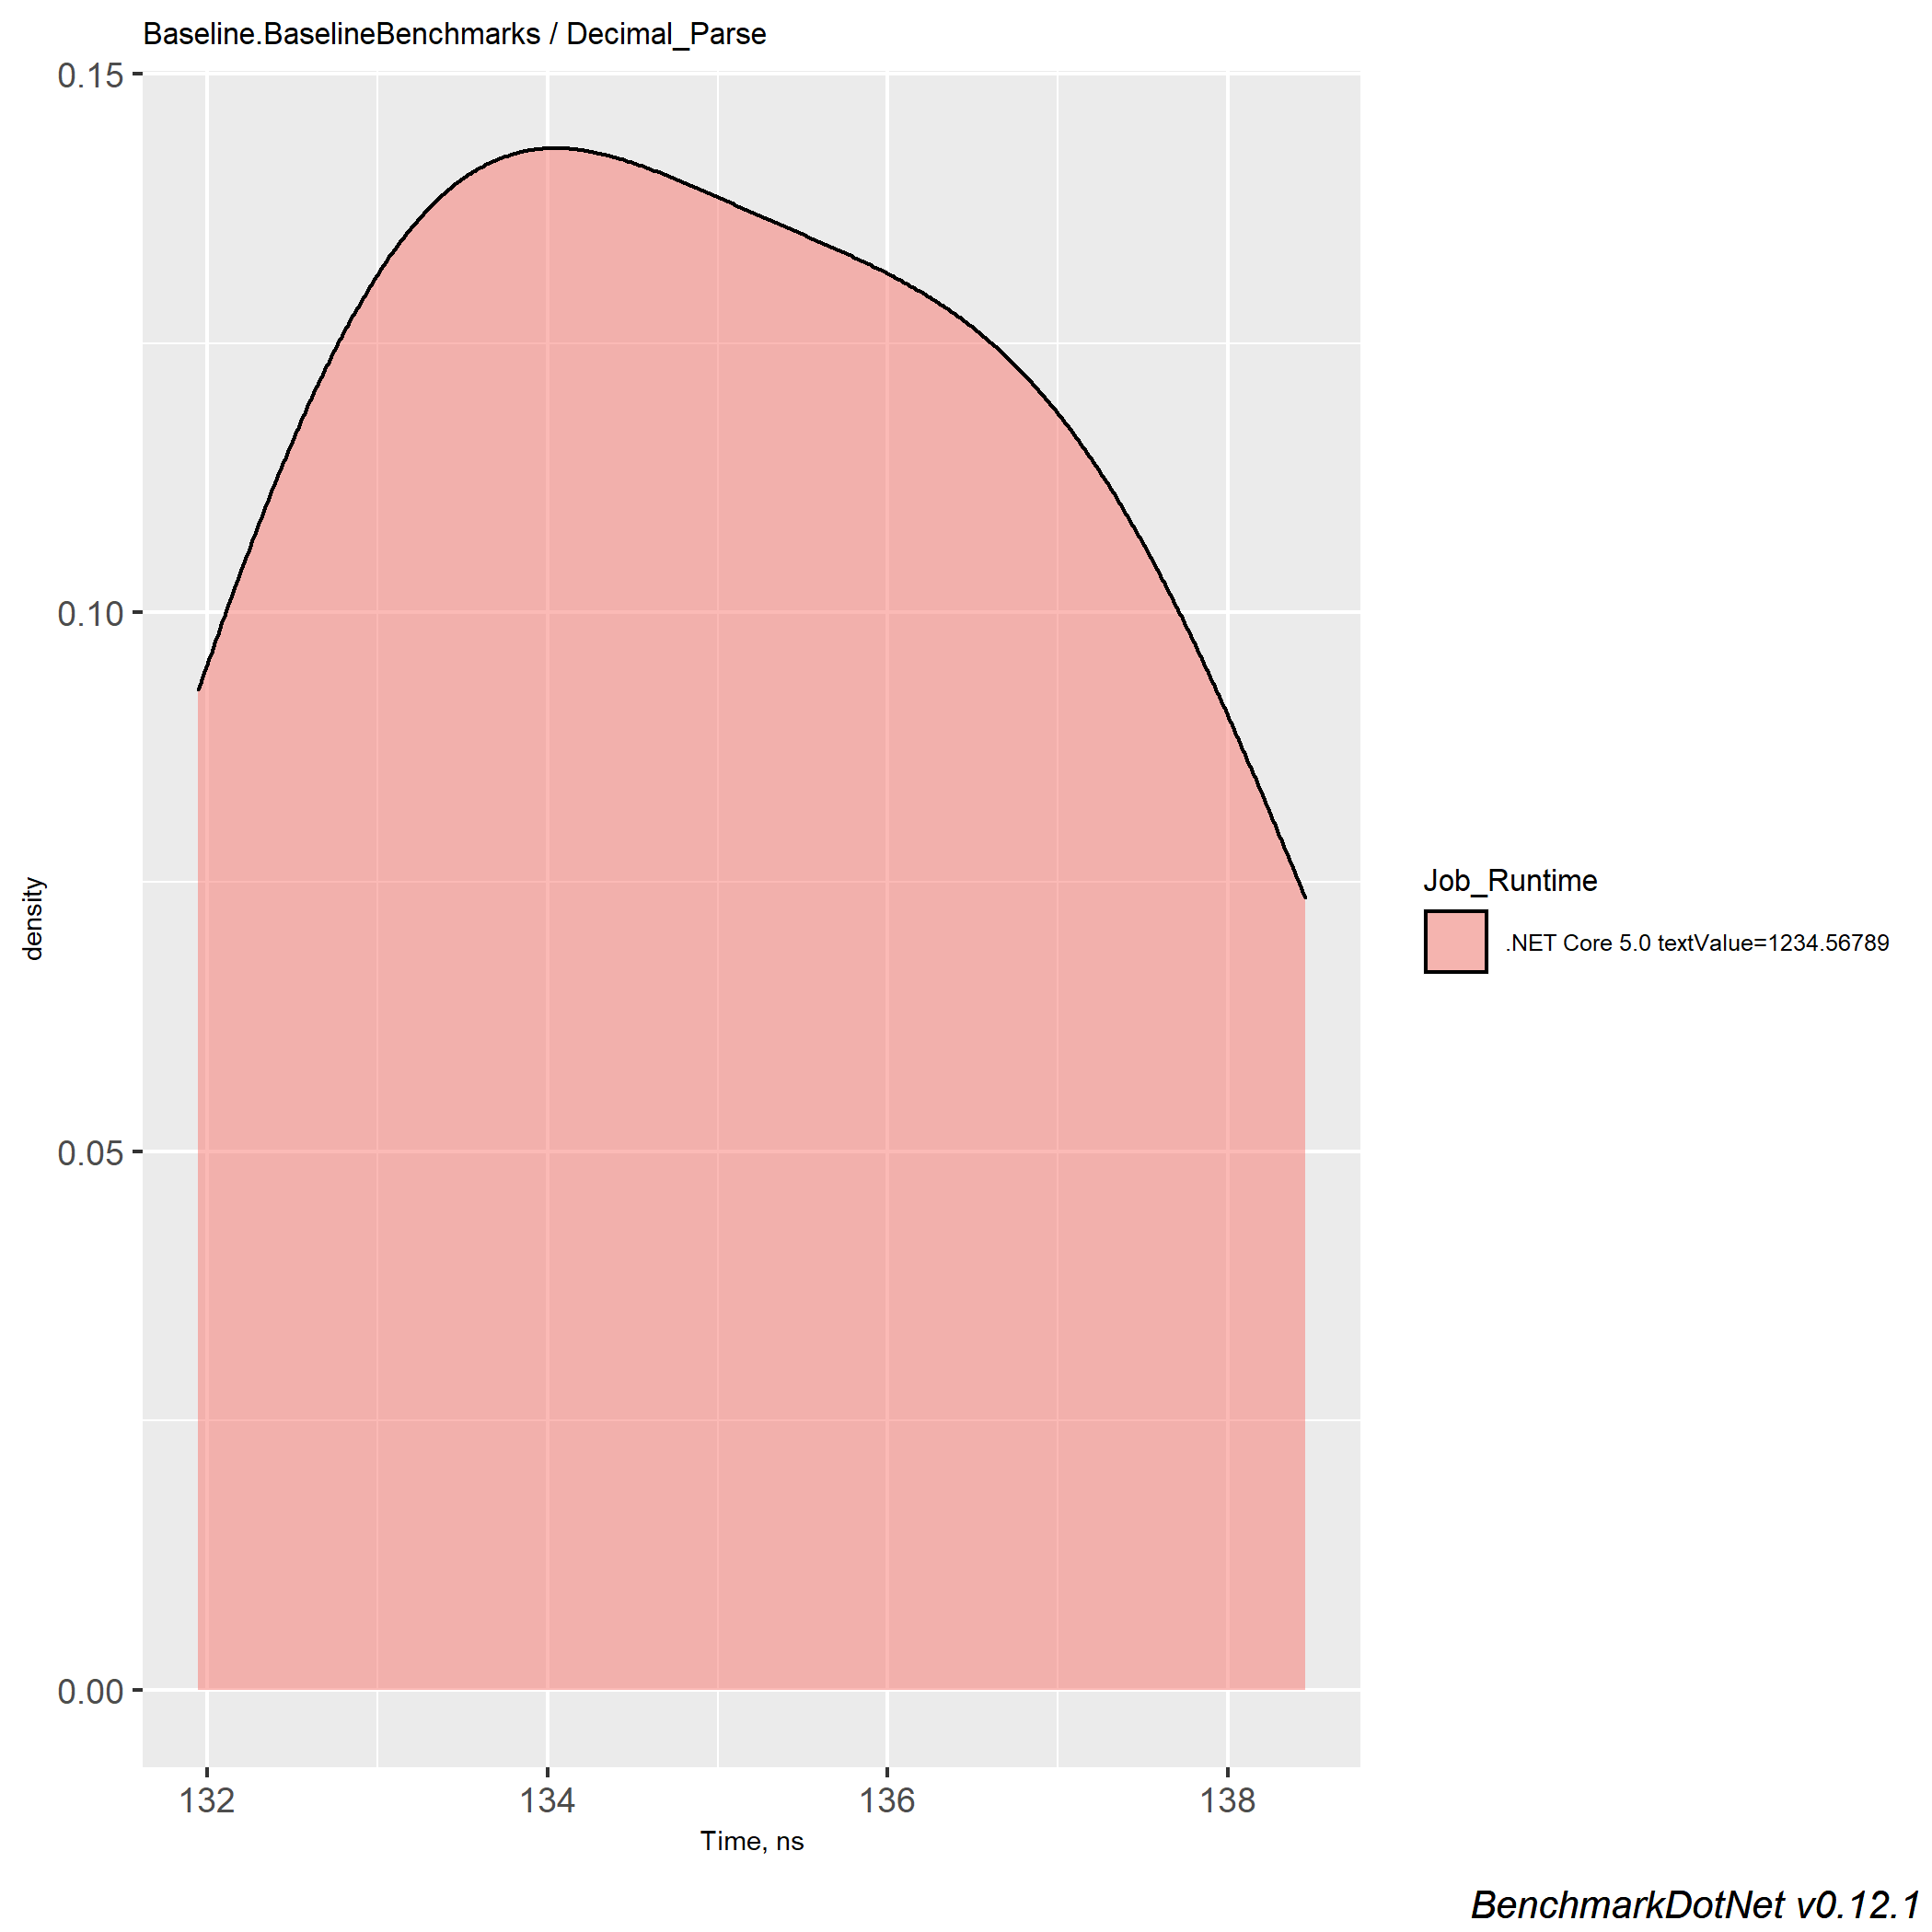 Baseline.BaselineBenchmarks / Decimal_Parse
0.15
0.10
0.05
0.00
density
132 134 136 138
Time, ns
Job_Runtime
.NET Core 5.0 textValue=1234.56789
BenchmarkDotNet v0.12.1